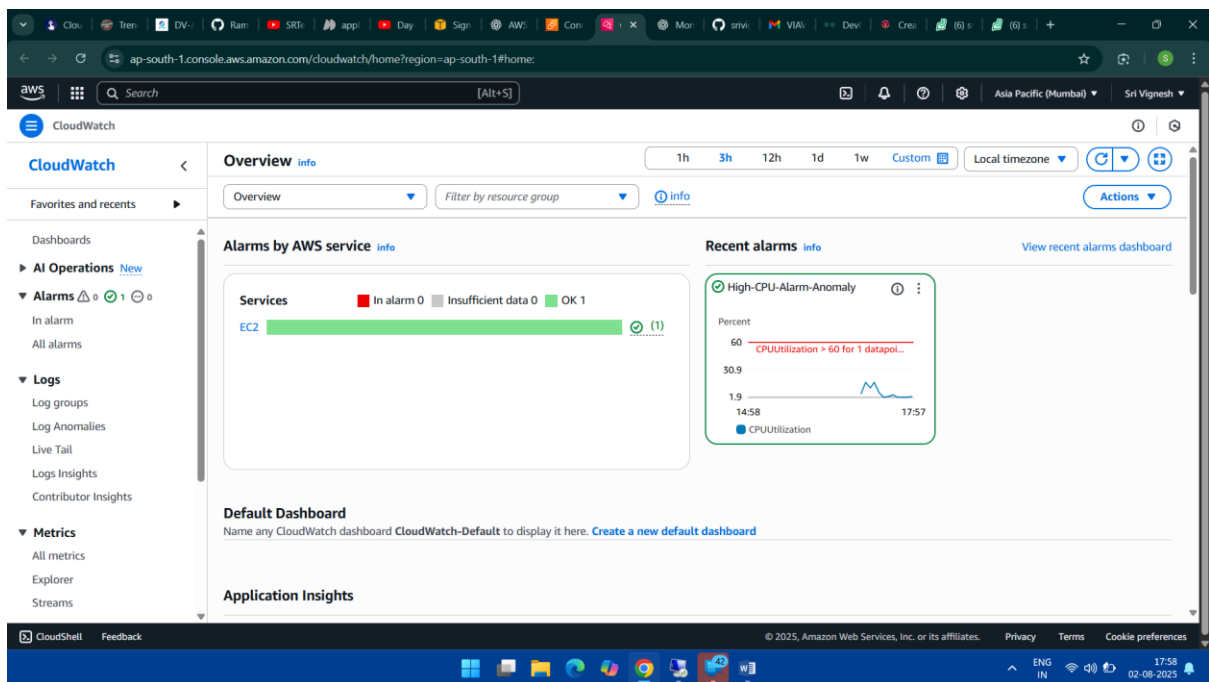 Clou
Tren
DV-
Ram
SRTe
appl
Day
Sign
AWS
Con
Mon
srivic
VIAV
Dev
Crea
(6) s
(6) s
ap-south-1.console.aws.amazon.com/cloudwatch/home?region=ap-south-1#home:
S
aws
Search
[Alt+S]
Asia Pacific (Mumbai)
Sri Vignesh
CloudWatch
CloudWatch
Favorites and recents
Dashboards
AI Operations New
Alarms 0 1 0
In alarm
All alarms
Logs
Log groups
Log Anomalies
Live Tail
Logs Insights
Contributor Insights
Metrics
All metrics
Explorer
Streams
Overview info
1h 3h 12h 1d 1w Custom
Local timezone
Overview
Filter by resource group
info
Actions
Alarms by AWS service info
Services
In alarm 0 Insufficient data 0 OK 1
EC2
(1)
Recent alarms info
View recent alarms dashboard
High-CPU-Alarm-Anomaly
Percent
60
CPUUtilization > 60 for 1 datapoi...
30.9
1.9
14:58 17:57
CPUUtilization
Default Dashboard
Name any CloudWatch dashboard CloudWatch-Default to display it here. Create a new default dashboard
Application Insights
CloudShell Feedback
© 2025, Amazon Web Services, Inc. or its affiliates. Privacy Terms Cookie preferences
42
ENG
IN
17:58
02-08-2025